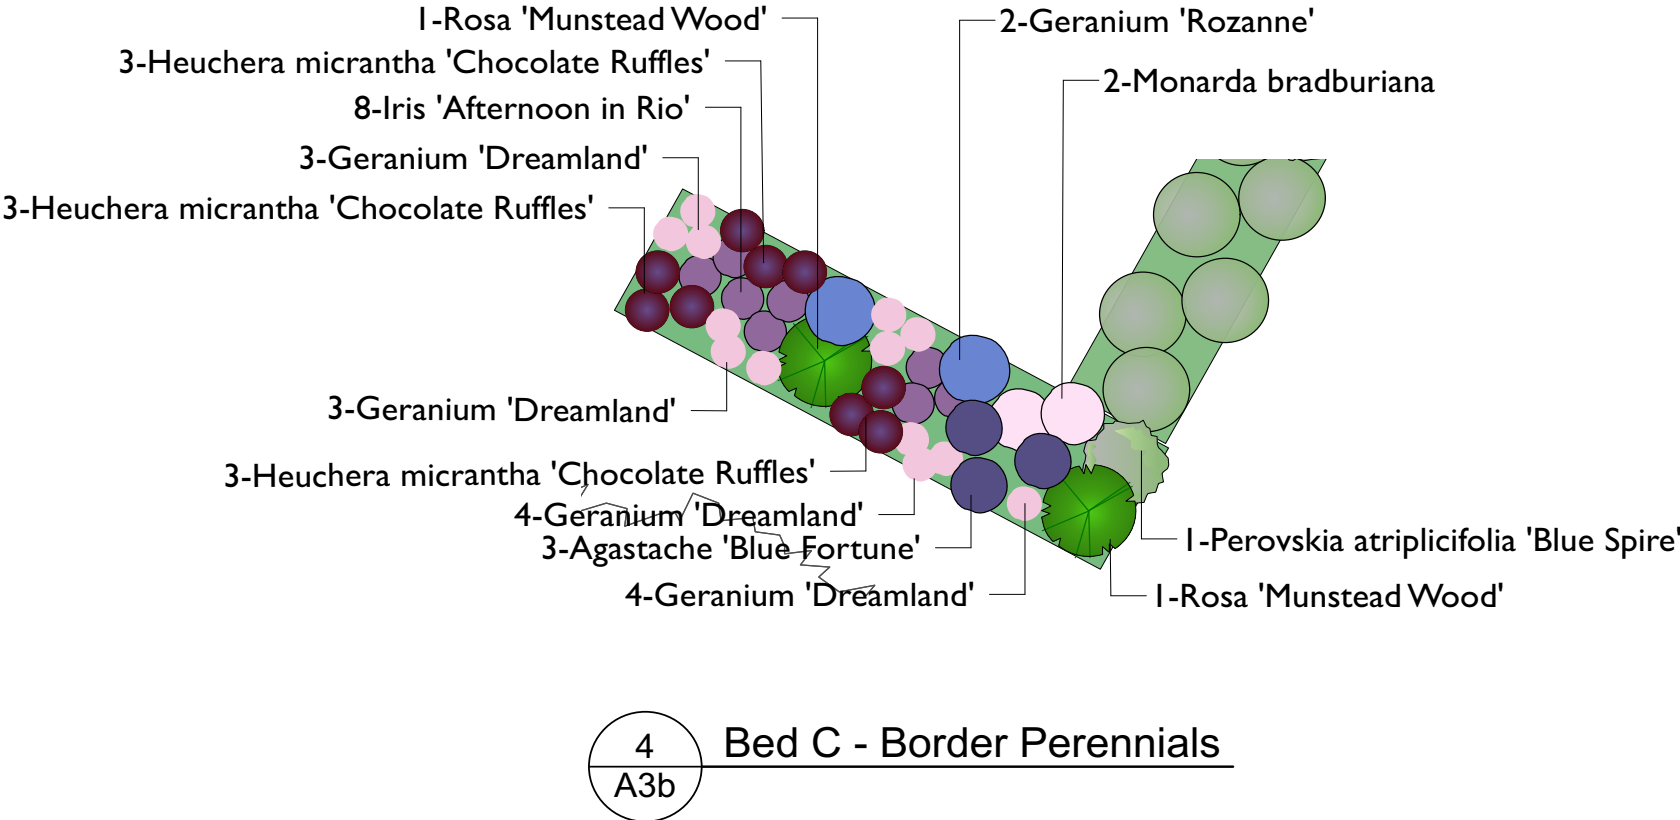 1-Rosa 'Munstead Wood'
2-Geranium 'Rozanne'
3-Heuchera micrantha 'Chocolate Ruffles'
2-Monarda bradburiana
8-Iris 'Afternoon in Rio'
3-Geranium 'Dreamland'
3-Heuchera micrantha 'Chocolate Ruffles'
3-Geranium 'Dreamland'
3-Heuchera micrantha 'Chocolate Ruffles'
4-Geranium 'Dreamland'
3-Agastache 'Blue Fortune'
1-Perovskia atriplicifolia 'Blue Spire'
4-Geranium 'Dreamland'
1-Rosa 'Munstead Wood'
4
A3b
Bed C - Border Perennials